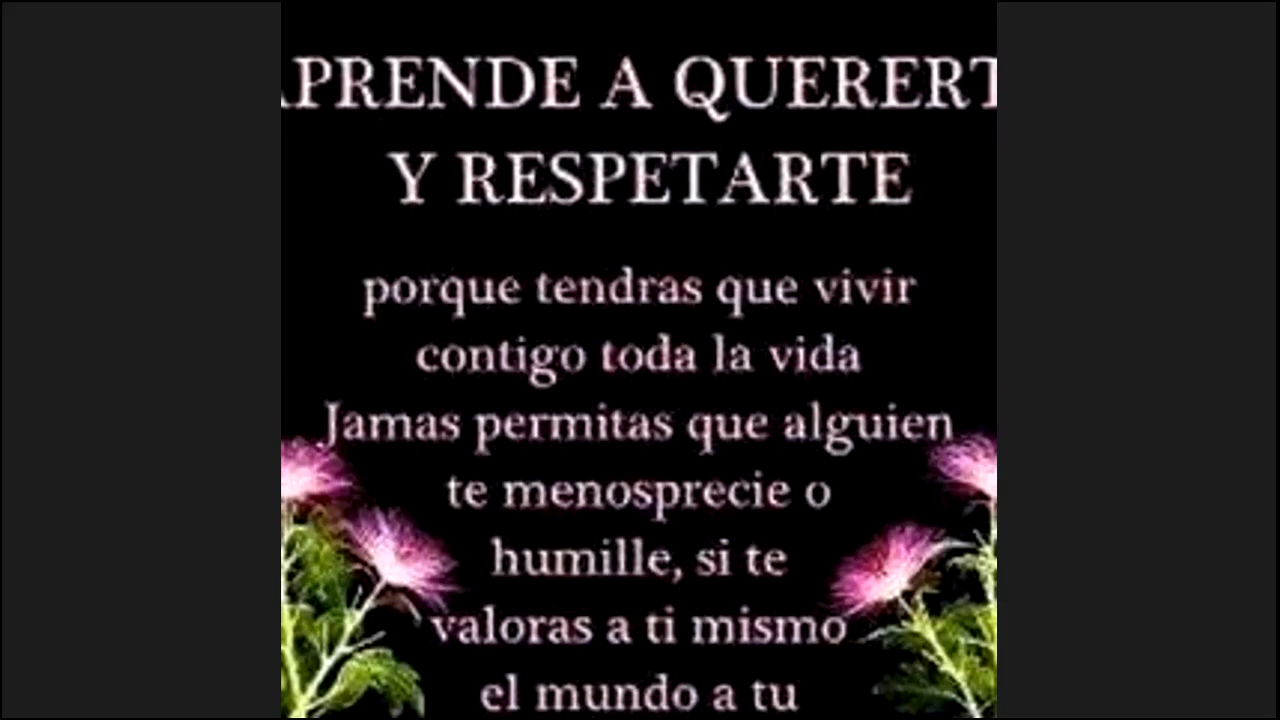 APRENDE A QUERERT
Y RESPETARTE
porque tendras que vivir
contigo toda la vida
Jamas permitas que alguien
te menosprecie o
humille, si te
valoras a ti mismo
el mundo a tu